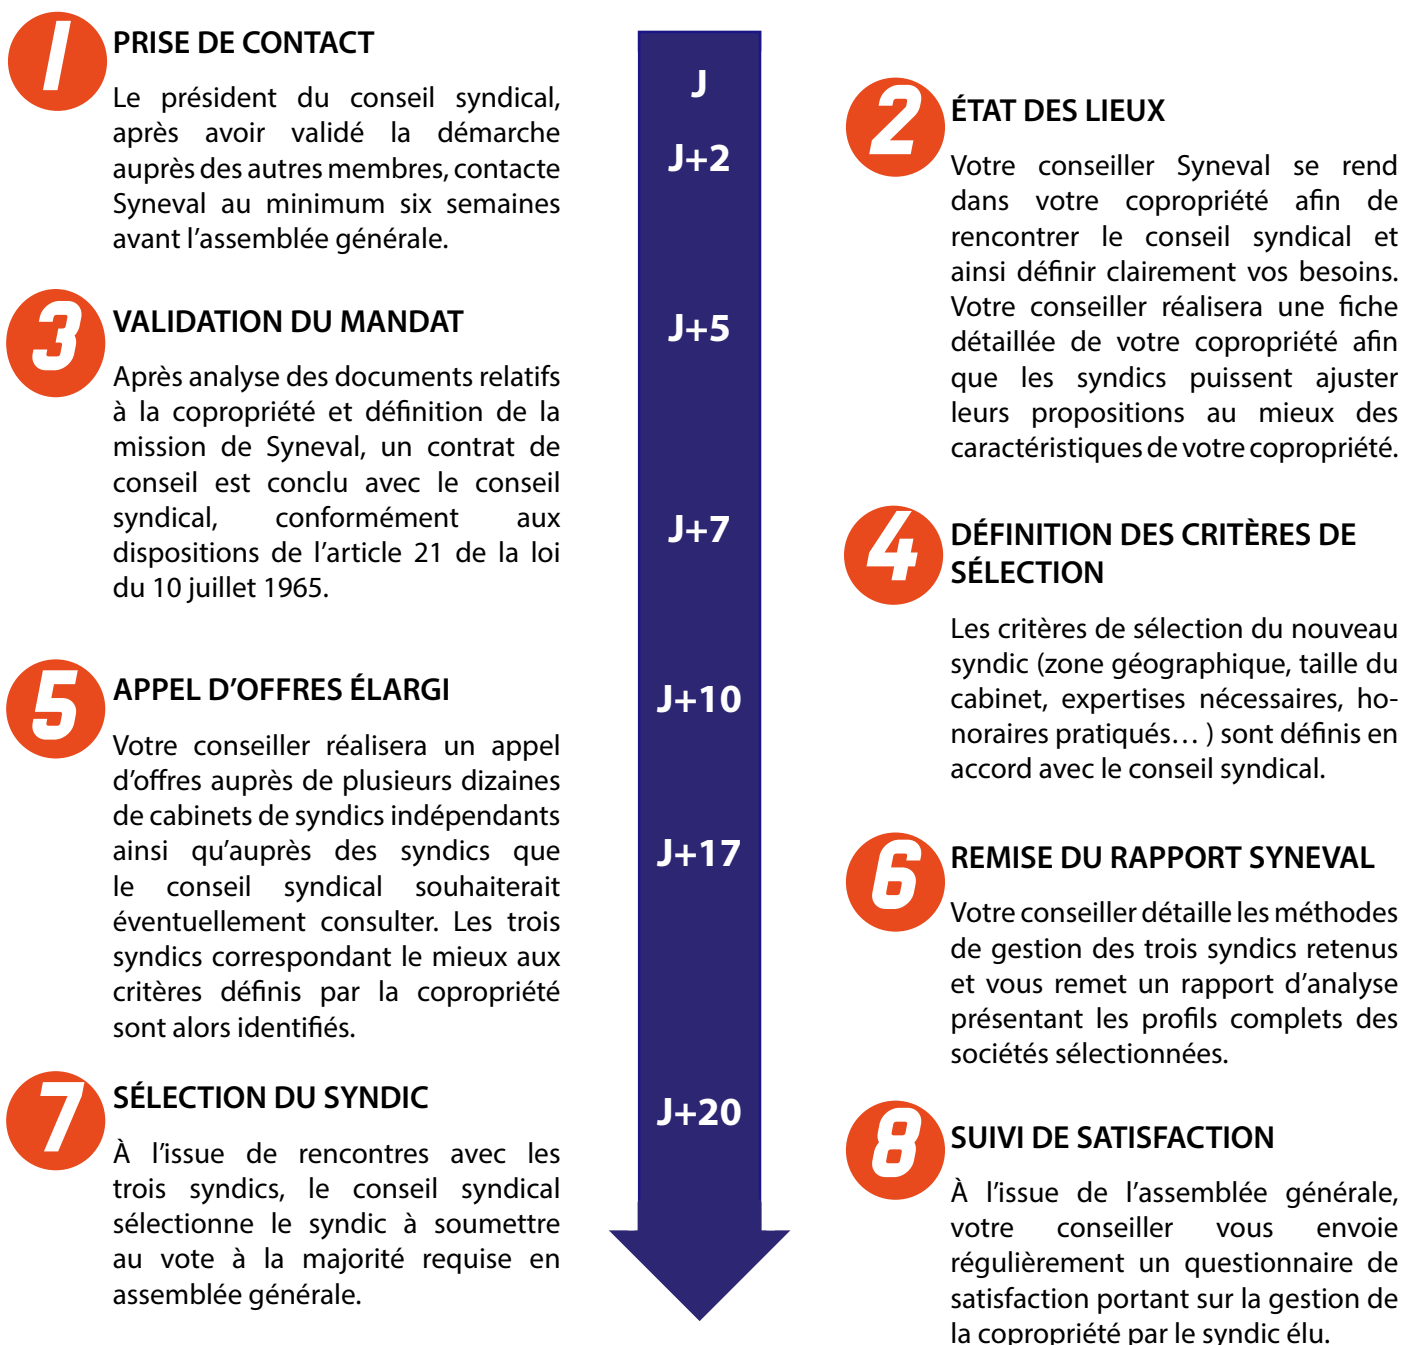 1
PRISE DE CONTACT
Le président du conseil syndical,
après avoir validé la démarche
auprès des autres membres, contacte
Syneval au minimum six semaines
avant l'assemblée générale.
J
J+2
2
ÉTAT DES LIEUX
Votre conseiller Syneval se rend
dans votre copropriété afin de
rencontrer le conseil syndical et
ainsi définir clairement vos besoins.
Votre conseiller réalisera une fiche
détaillée de votre copropriété afin
que les syndics puissent ajuster
leurs propositions au mieux des
caractéristiques de votre copropriété.
3
VALIDATION DU MANDAT
Après analyse des documents relatifs
à la copropriété et définition de la
mission de Syneval, un contrat de
conseil est conclu avec le conseil
syndical, conformément aux
dispositions de l'article 21 de la loi
du 10 juillet 1965.
J+5
J+7
4
DÉFINITION DES CRITÈRES DE
SÉLECTION
Les critères de sélection du nouveau
syndic (zone géographique, taille du
cabinet, expertises nécessaires, ho-
noraires pratiqués… ) sont définis en
accord avec le conseil syndical.
5
APPEL D'OFFRES ÉLARGI
Votre conseiller réalisera un appel
d'offres auprès de plusieurs dizaines
de cabinets de syndics indépendants
ainsi qu'auprès des syndics que
le conseil syndical souhaiterait
éventuellement consulter. Les trois
syndics correspondant le mieux aux
critères définis par la copropriété
sont alors identifiés.
J+10
J+17
6
REMISE DU RAPPORT SYNEVAL
Votre conseiller détaille les méthodes
de gestion des trois syndics retenus
et vous remet un rapport d'analyse
présentant les profils complets des
sociétés sélectionnées.
7
SÉLECTION DU SYNDIC
À l'issue de rencontres avec les
trois syndics, le conseil syndical
sélectionne le syndic à soumettre
au vote à la majorité requise en
assemblée générale.
J+20
8
SUIVI DE SATISFACTION
À l'issue de l'assemblée générale,
votre conseiller vous envoie
régulièrement un questionnaire de
satisfaction portant sur la gestion de
la copropriété par le syndic élu.